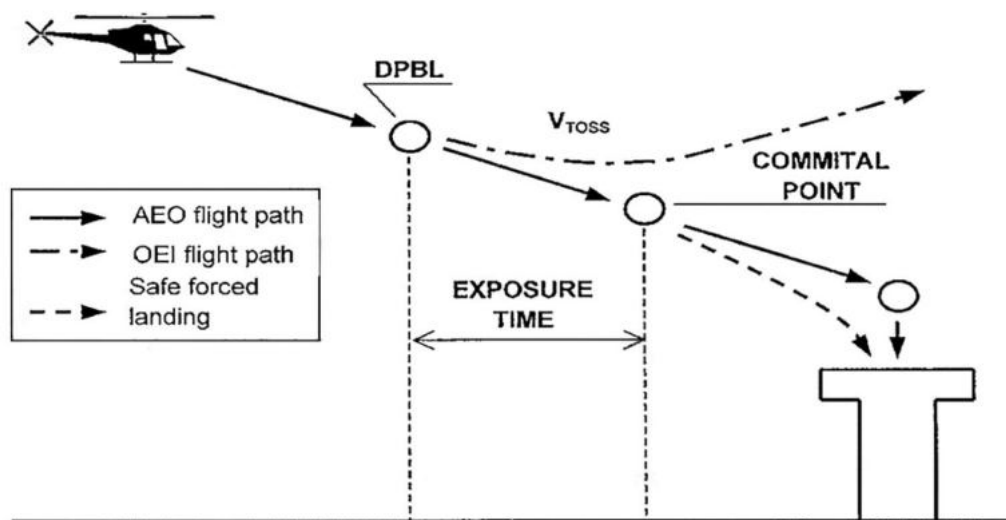 DPBL
VTOSS
COMMITAL
POINT
AEO flight path
OEI flight path
Safe forced
landing
EXPOSURE
TIME